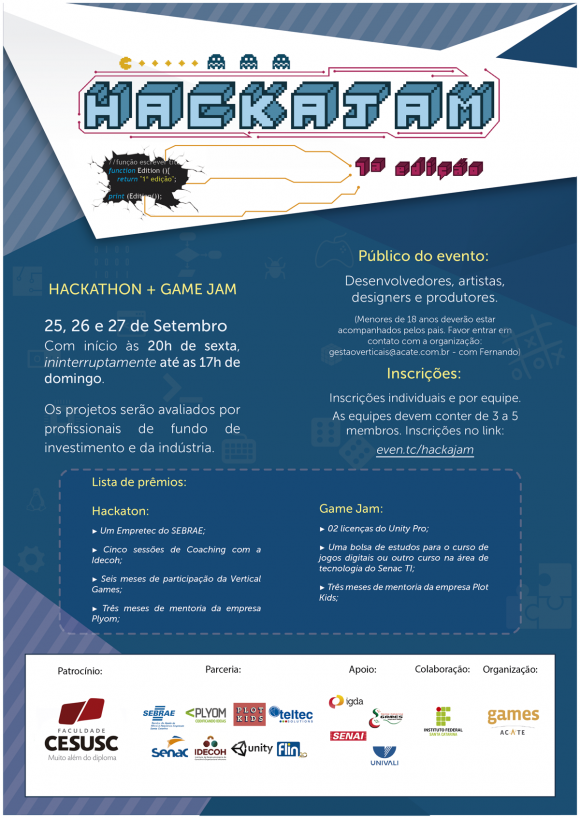 HACKAJAM
//função escrever
function Edition (){
return "1ª edição";
print (Edition());
1ª edição
HACKATHON + GAME JAM
25, 26 e 27 de Setembro
Com início às 20h de sexta,
ininterruptamente até as 17h de
domingo.
Os projetos serão avaliados por
profissionais de fundo de
investimento e da indústria.
Público do evento:
Desenvolvedores, artistas,
designers e produtores.
(Menores de 18 anos deverão estar
acompanhados pelos pais. Favor entrar em
contato com a organização:
gestaoverticais@acate.com.br - com Fernando)
Inscrições:
Inscrições individuais e por equipe.
As equipes devem conter de 3 a 5
membros. Inscrições no link:
even.tc/hackajam
Lista de prêmios:
Hackaton:
► Um Empretec do SEBRAE;
► Cinco sessões de Coaching com a
Idecoh;
► Seis meses de participação da Vertical
Games;
► Três meses de mentoria da empresa
Plyom;
Game Jam:
► 02 licenças do Unity Pro;
► Uma bolsa de estudos para o curso de
jogos digitais ou outro curso na área de
tecnologia do Senac TI;
► Três meses de mentoria da empresa Plot
Kids;
Patrocínio:
FACULDADE
CESUSC
Muito além do diploma
Parceria:
SEBRAE
PLYOM
PLOT
KIDS
teltec
SOLUTIONS
Senac
IDECOH
unity
Flin
Apoio:
igda
GAMES
SENAI
UNIVALI
Colaboração:
INSTITUTO FEDERAL
SANTA CATARINA
Organização:
games
ACATE